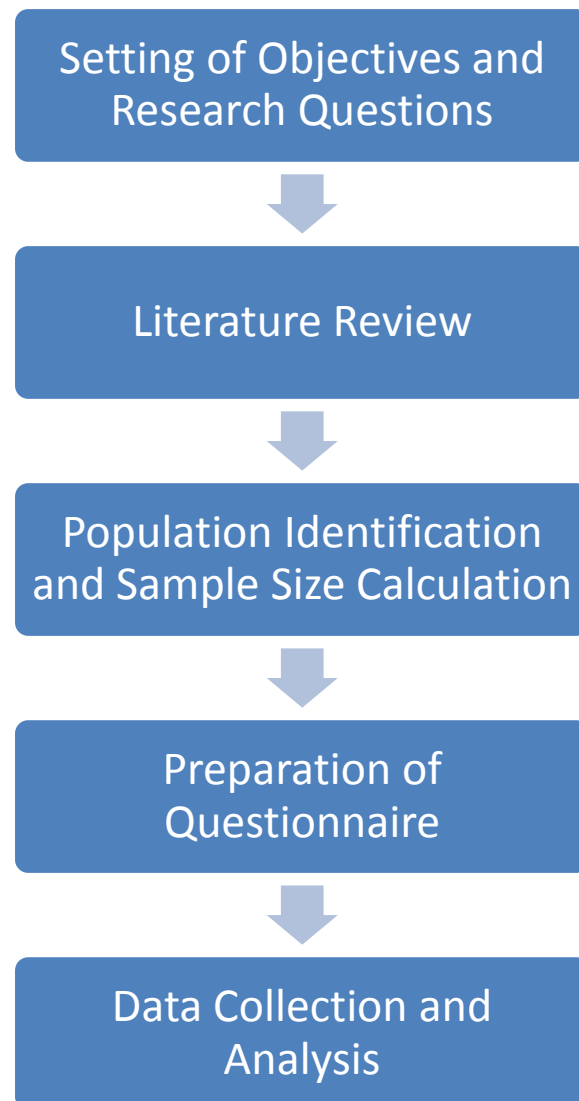 Setting of Objectives and
Research Questions
Literature Review
Population Identification
and Sample Size Calculation
Preparation of
Questionnaire
Data Collection and
Analysis